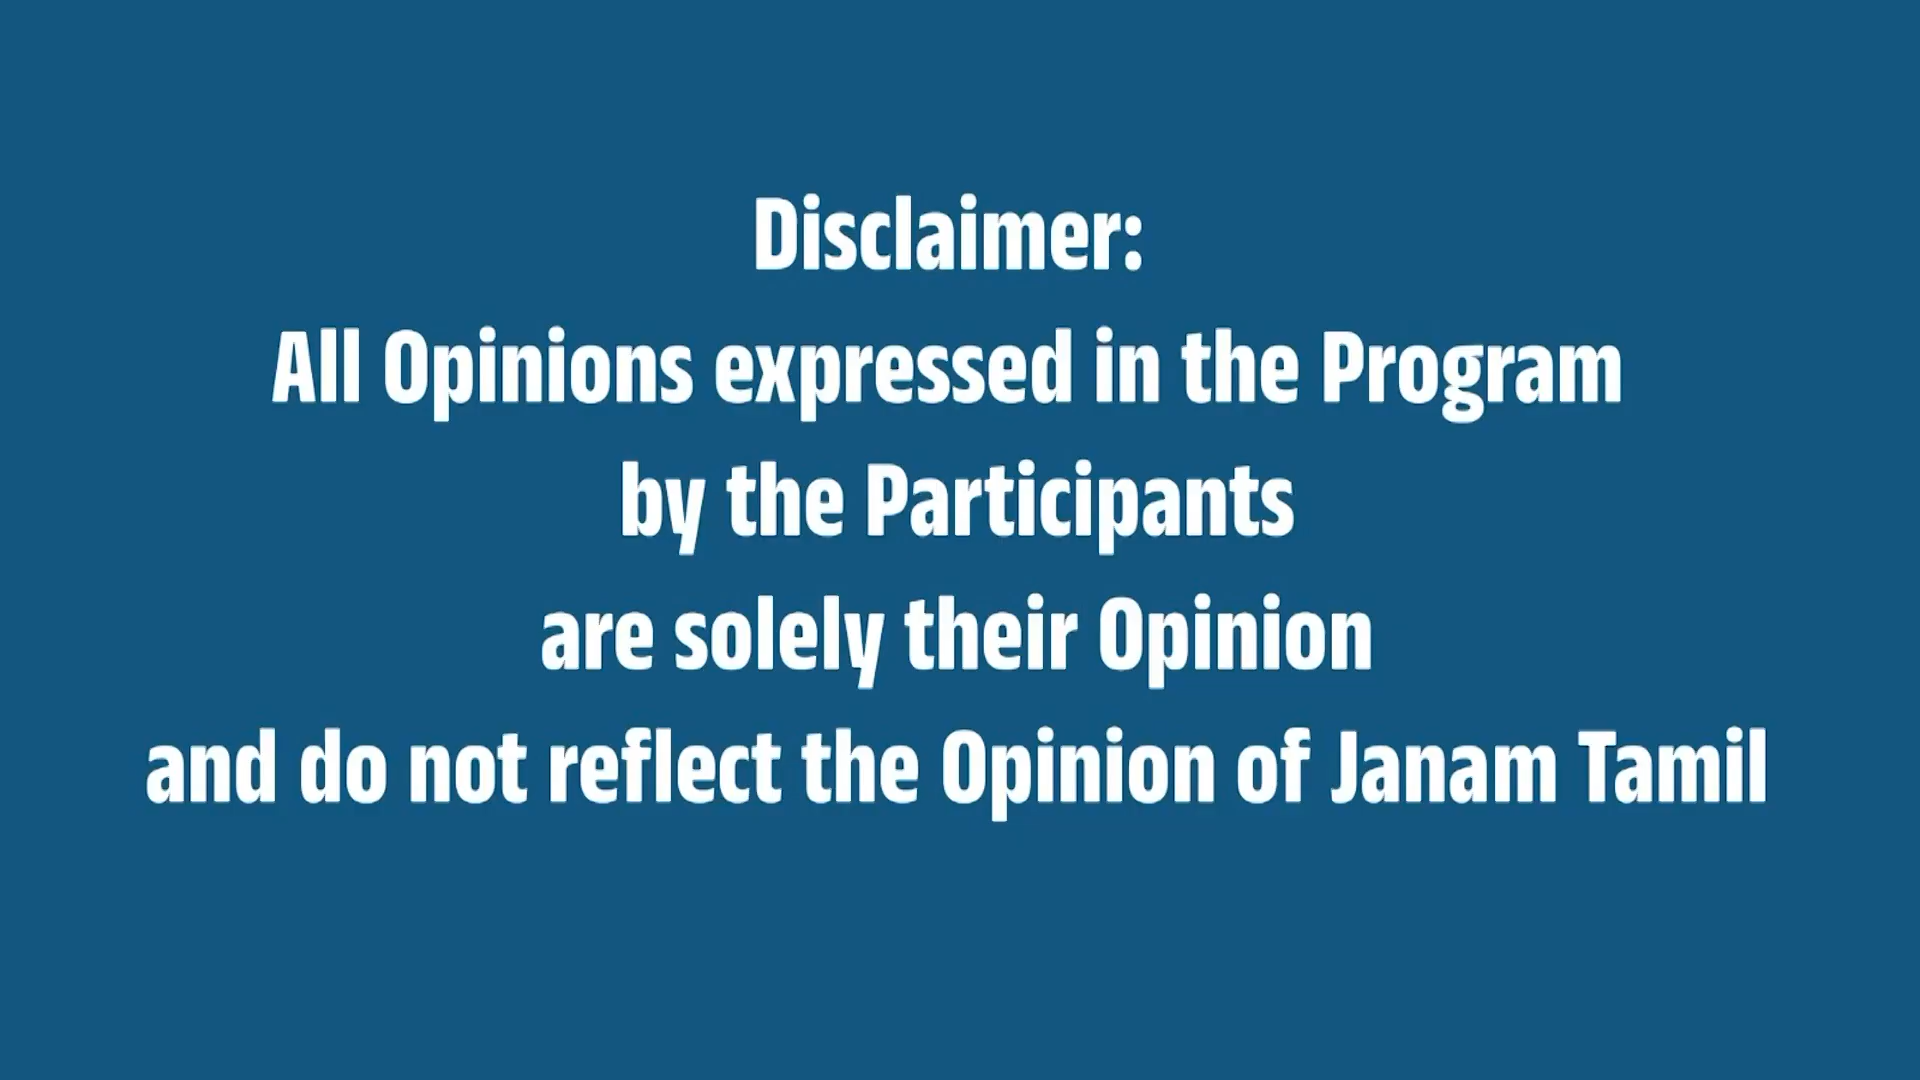 Disclaimer:
All Opinions expressed in the Program
by the Participants
are solely their Opinion
and do not reflect the Opinion of Janam Tamil